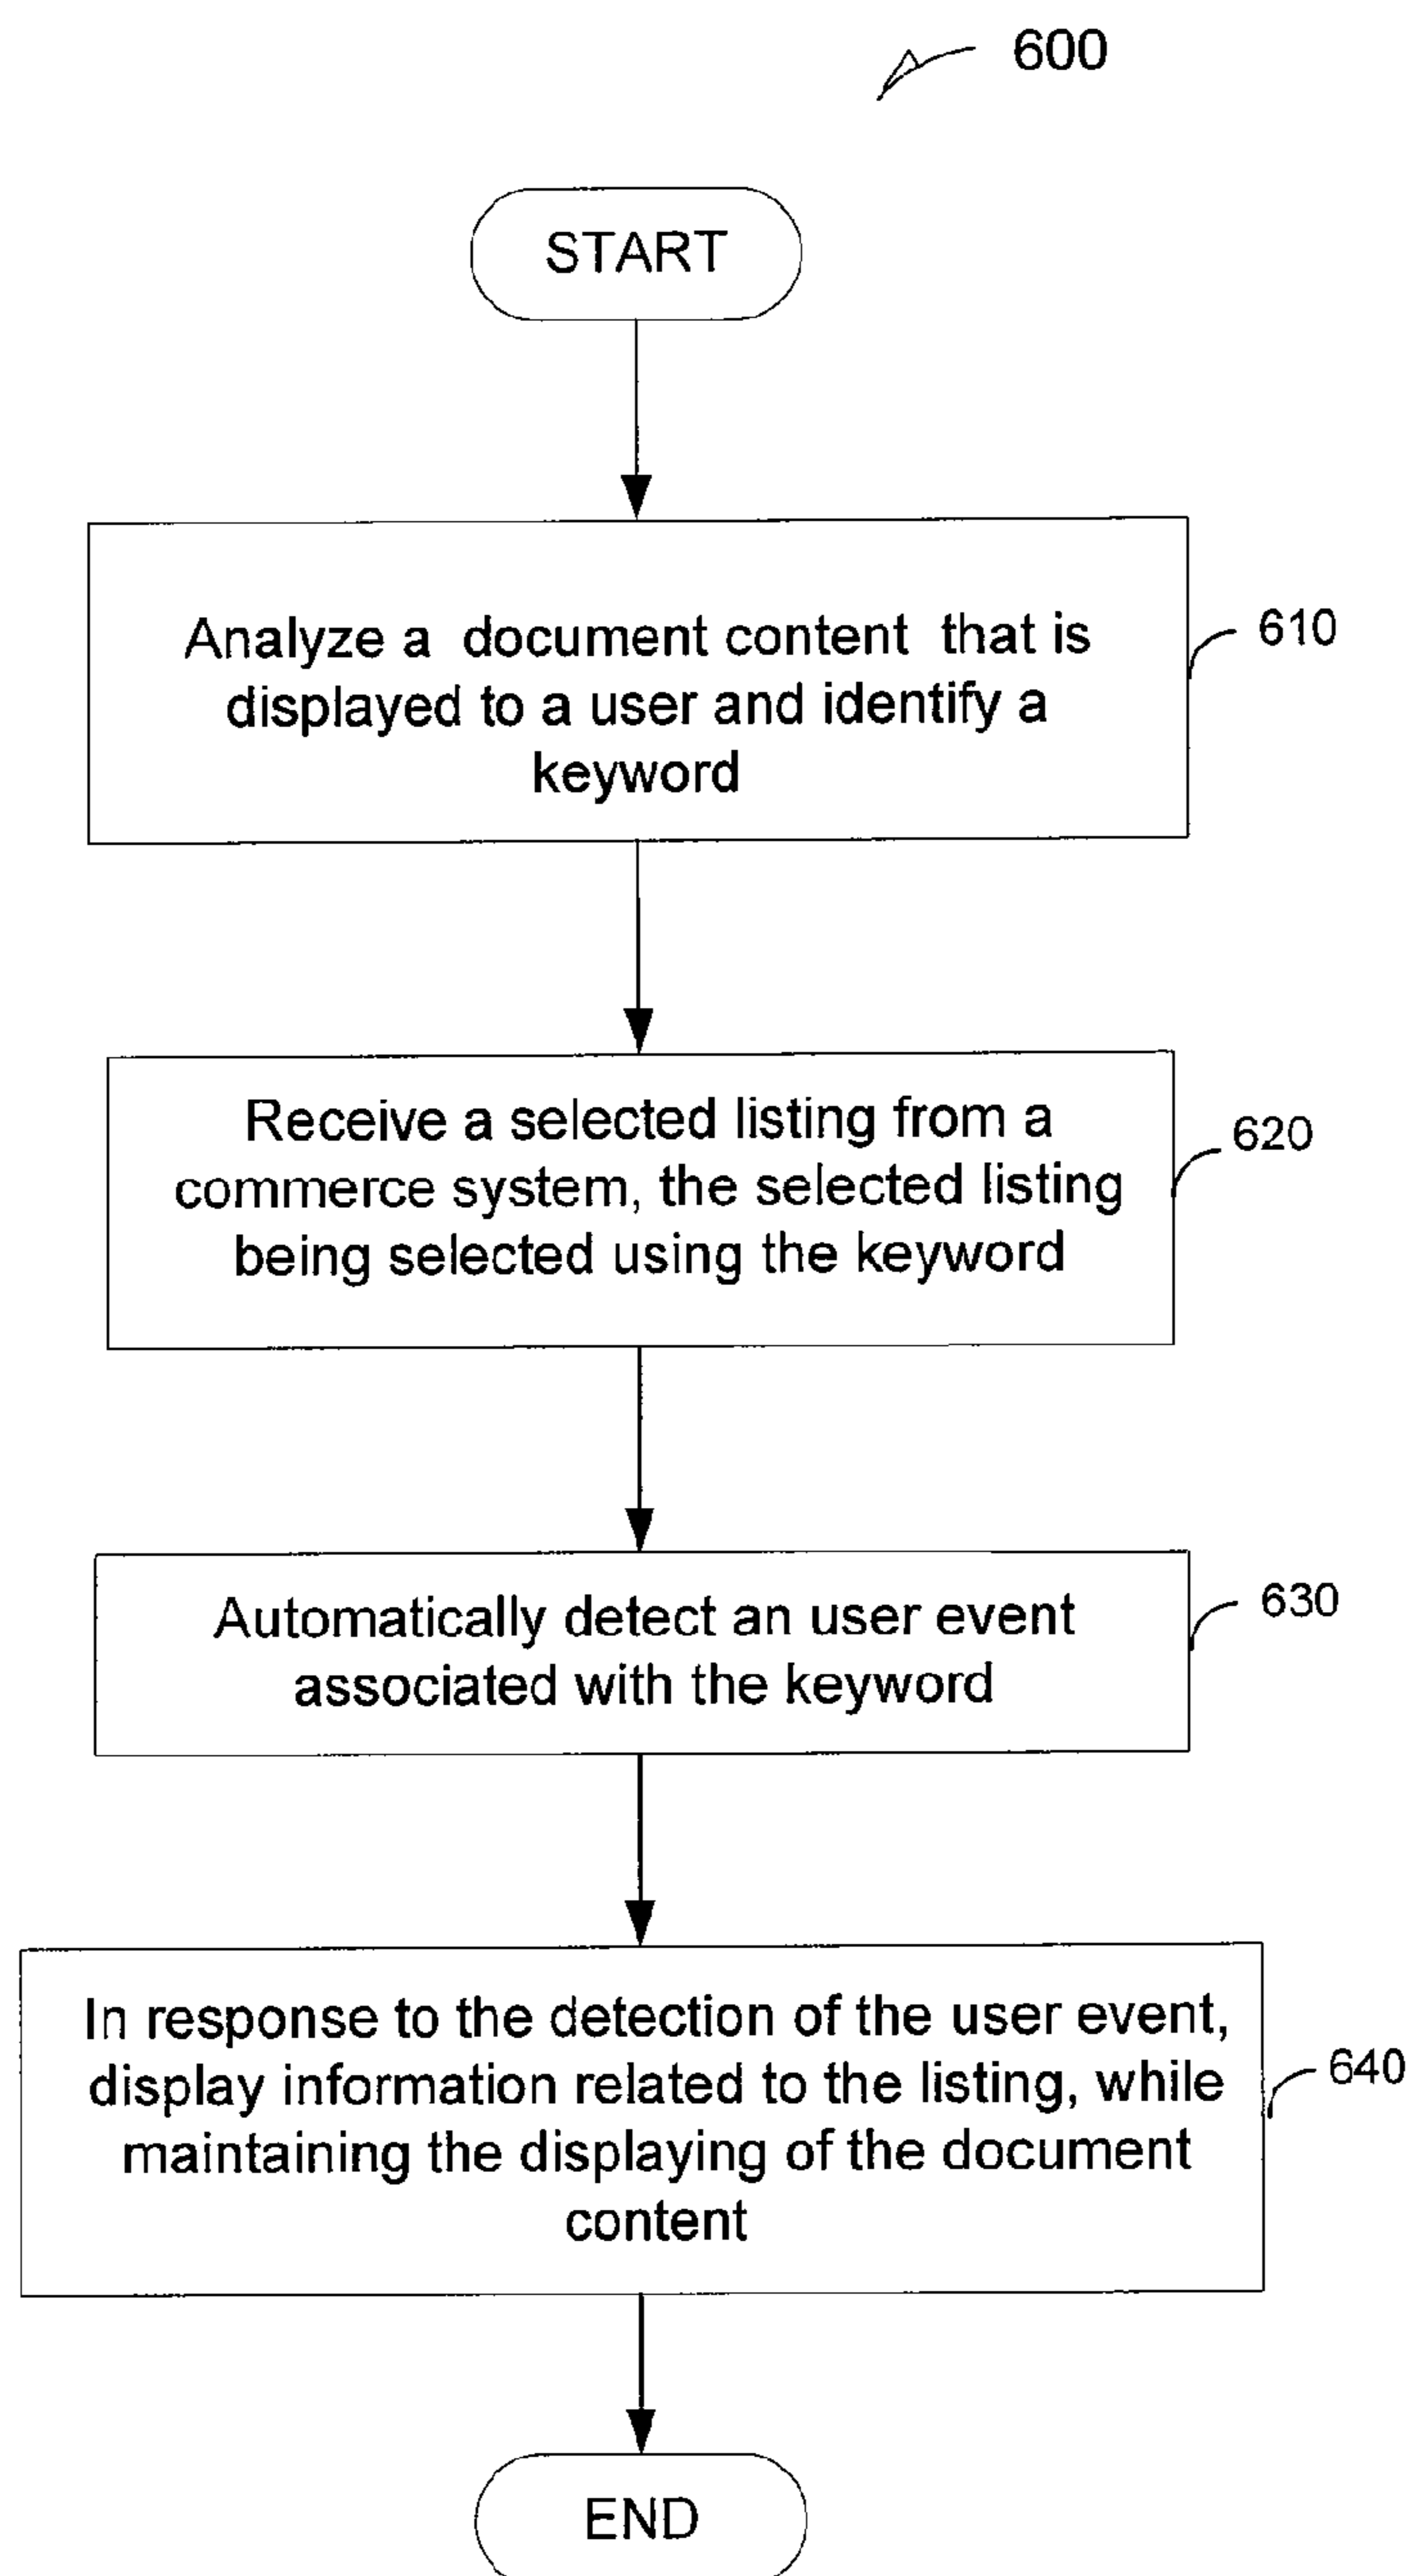 600
START
Analyze a document content that is
displayed to a user and identify a
keyword
610
Receive a selected listing from a
commerce system, the selected listing
being selected using the keyword
620
Automatically detect an user event
associated with the keyword
630
In response to the detection of the user event,
display information related to the listing, while
maintaining the displaying of the document
content
640
END